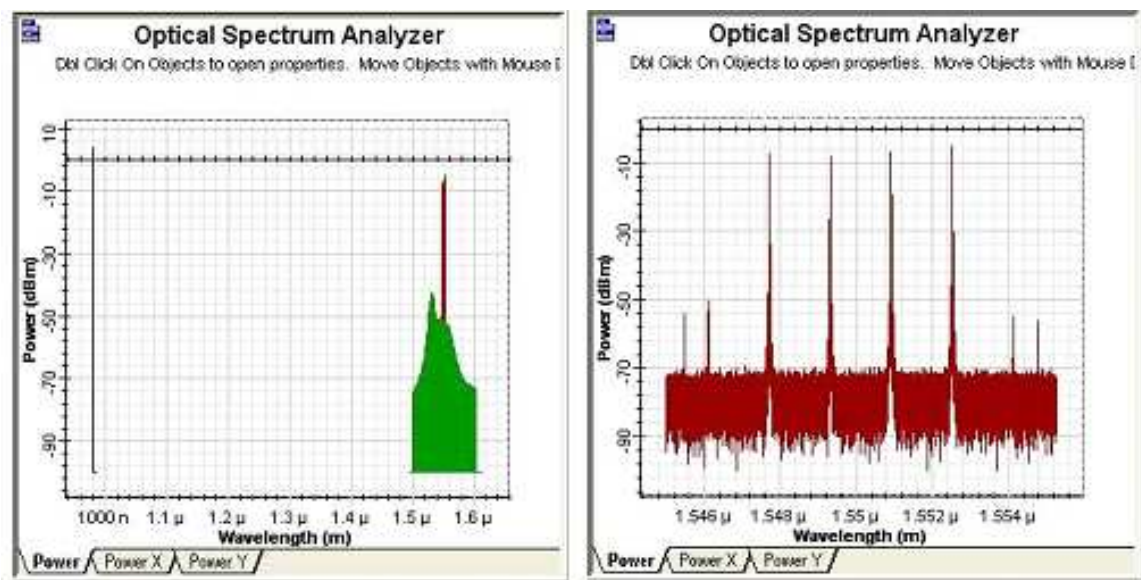 Optical Spectrum Analyzer
Dbl Click On Objects to open properties. Move Objects with Mouse D
10
-10
-30
-50
-70
-90
Power (dBm)
1000 n 1.1 µ 1.2 µ 1.3 µ 1.4 µ 1.5 µ 1.6 µ
Wavelength (m)
Power Power X Power Y
Optical Spectrum Analyzer
Dbl Click On Objects to open properties. Move Objects with Mouse D
-10
-30
-50
-70
-90
Power (dBm)
1.546 µ 1.548 µ 1.55 µ 1.552 µ 1.554 µ
Wavelength (m)
Power Power X Power Y